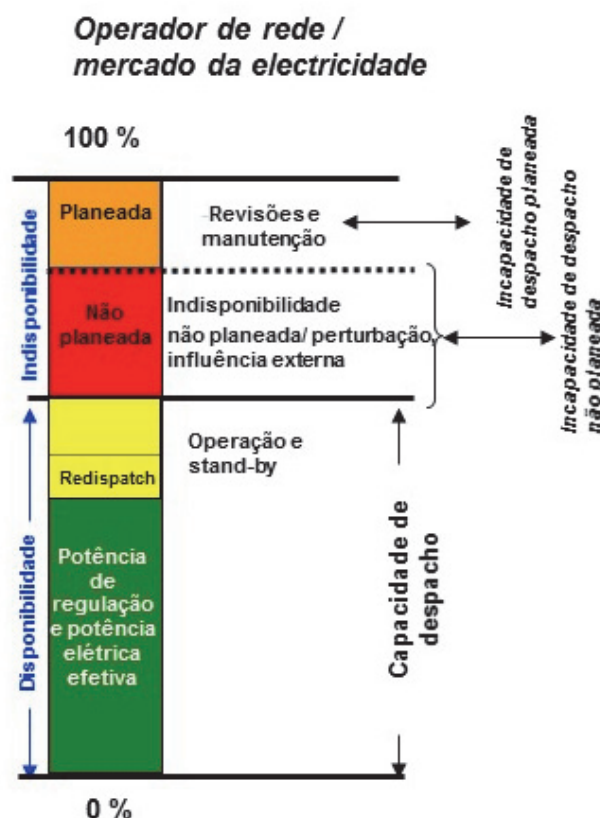 Operador de rede /
mercado da electricidade
100 %
Planeada
-Revisões e
manutenção
Incapacidade de
despacho planeada
Incapacidade de despacho
não planeada
Indisponibilidade
Não
planeada
Indisponibilidade
não planeada/ perturbação,
influência externa
Operação e
stand-by
Redispatch
Disponibilidade
Potência
de
regulação
e potência
elétrica
efetiva
Capacidade de
despacho
0 %